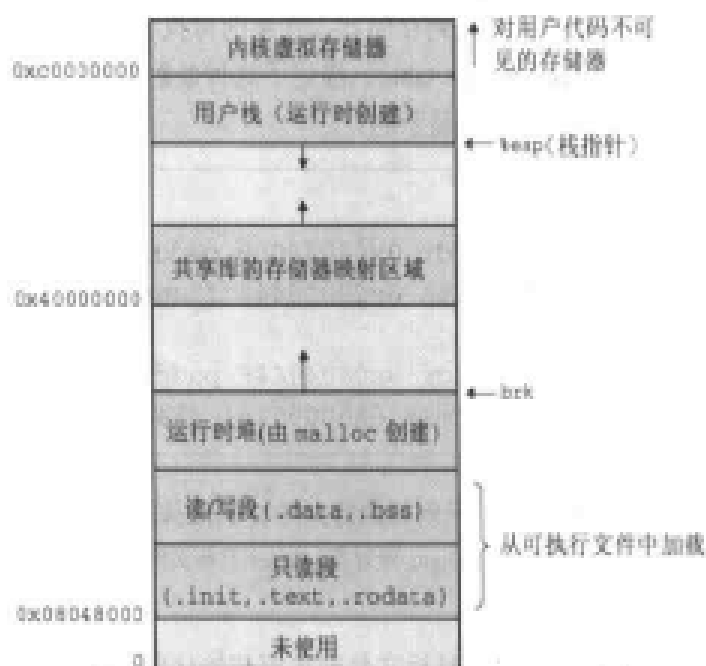 内核虚拟存储器
对用户代码不可
见的存储器
0xc0000000
用户栈（运行时创建）
%esp(栈指针)
共享库的存储器映射区域
0x40000000
brk
运行时堆(由 malloc 创建)
读/写段(.data,.bss)
从可执行文件中加载
只读段
(.init,.text,.rodata)
0x08048000
未使用
0